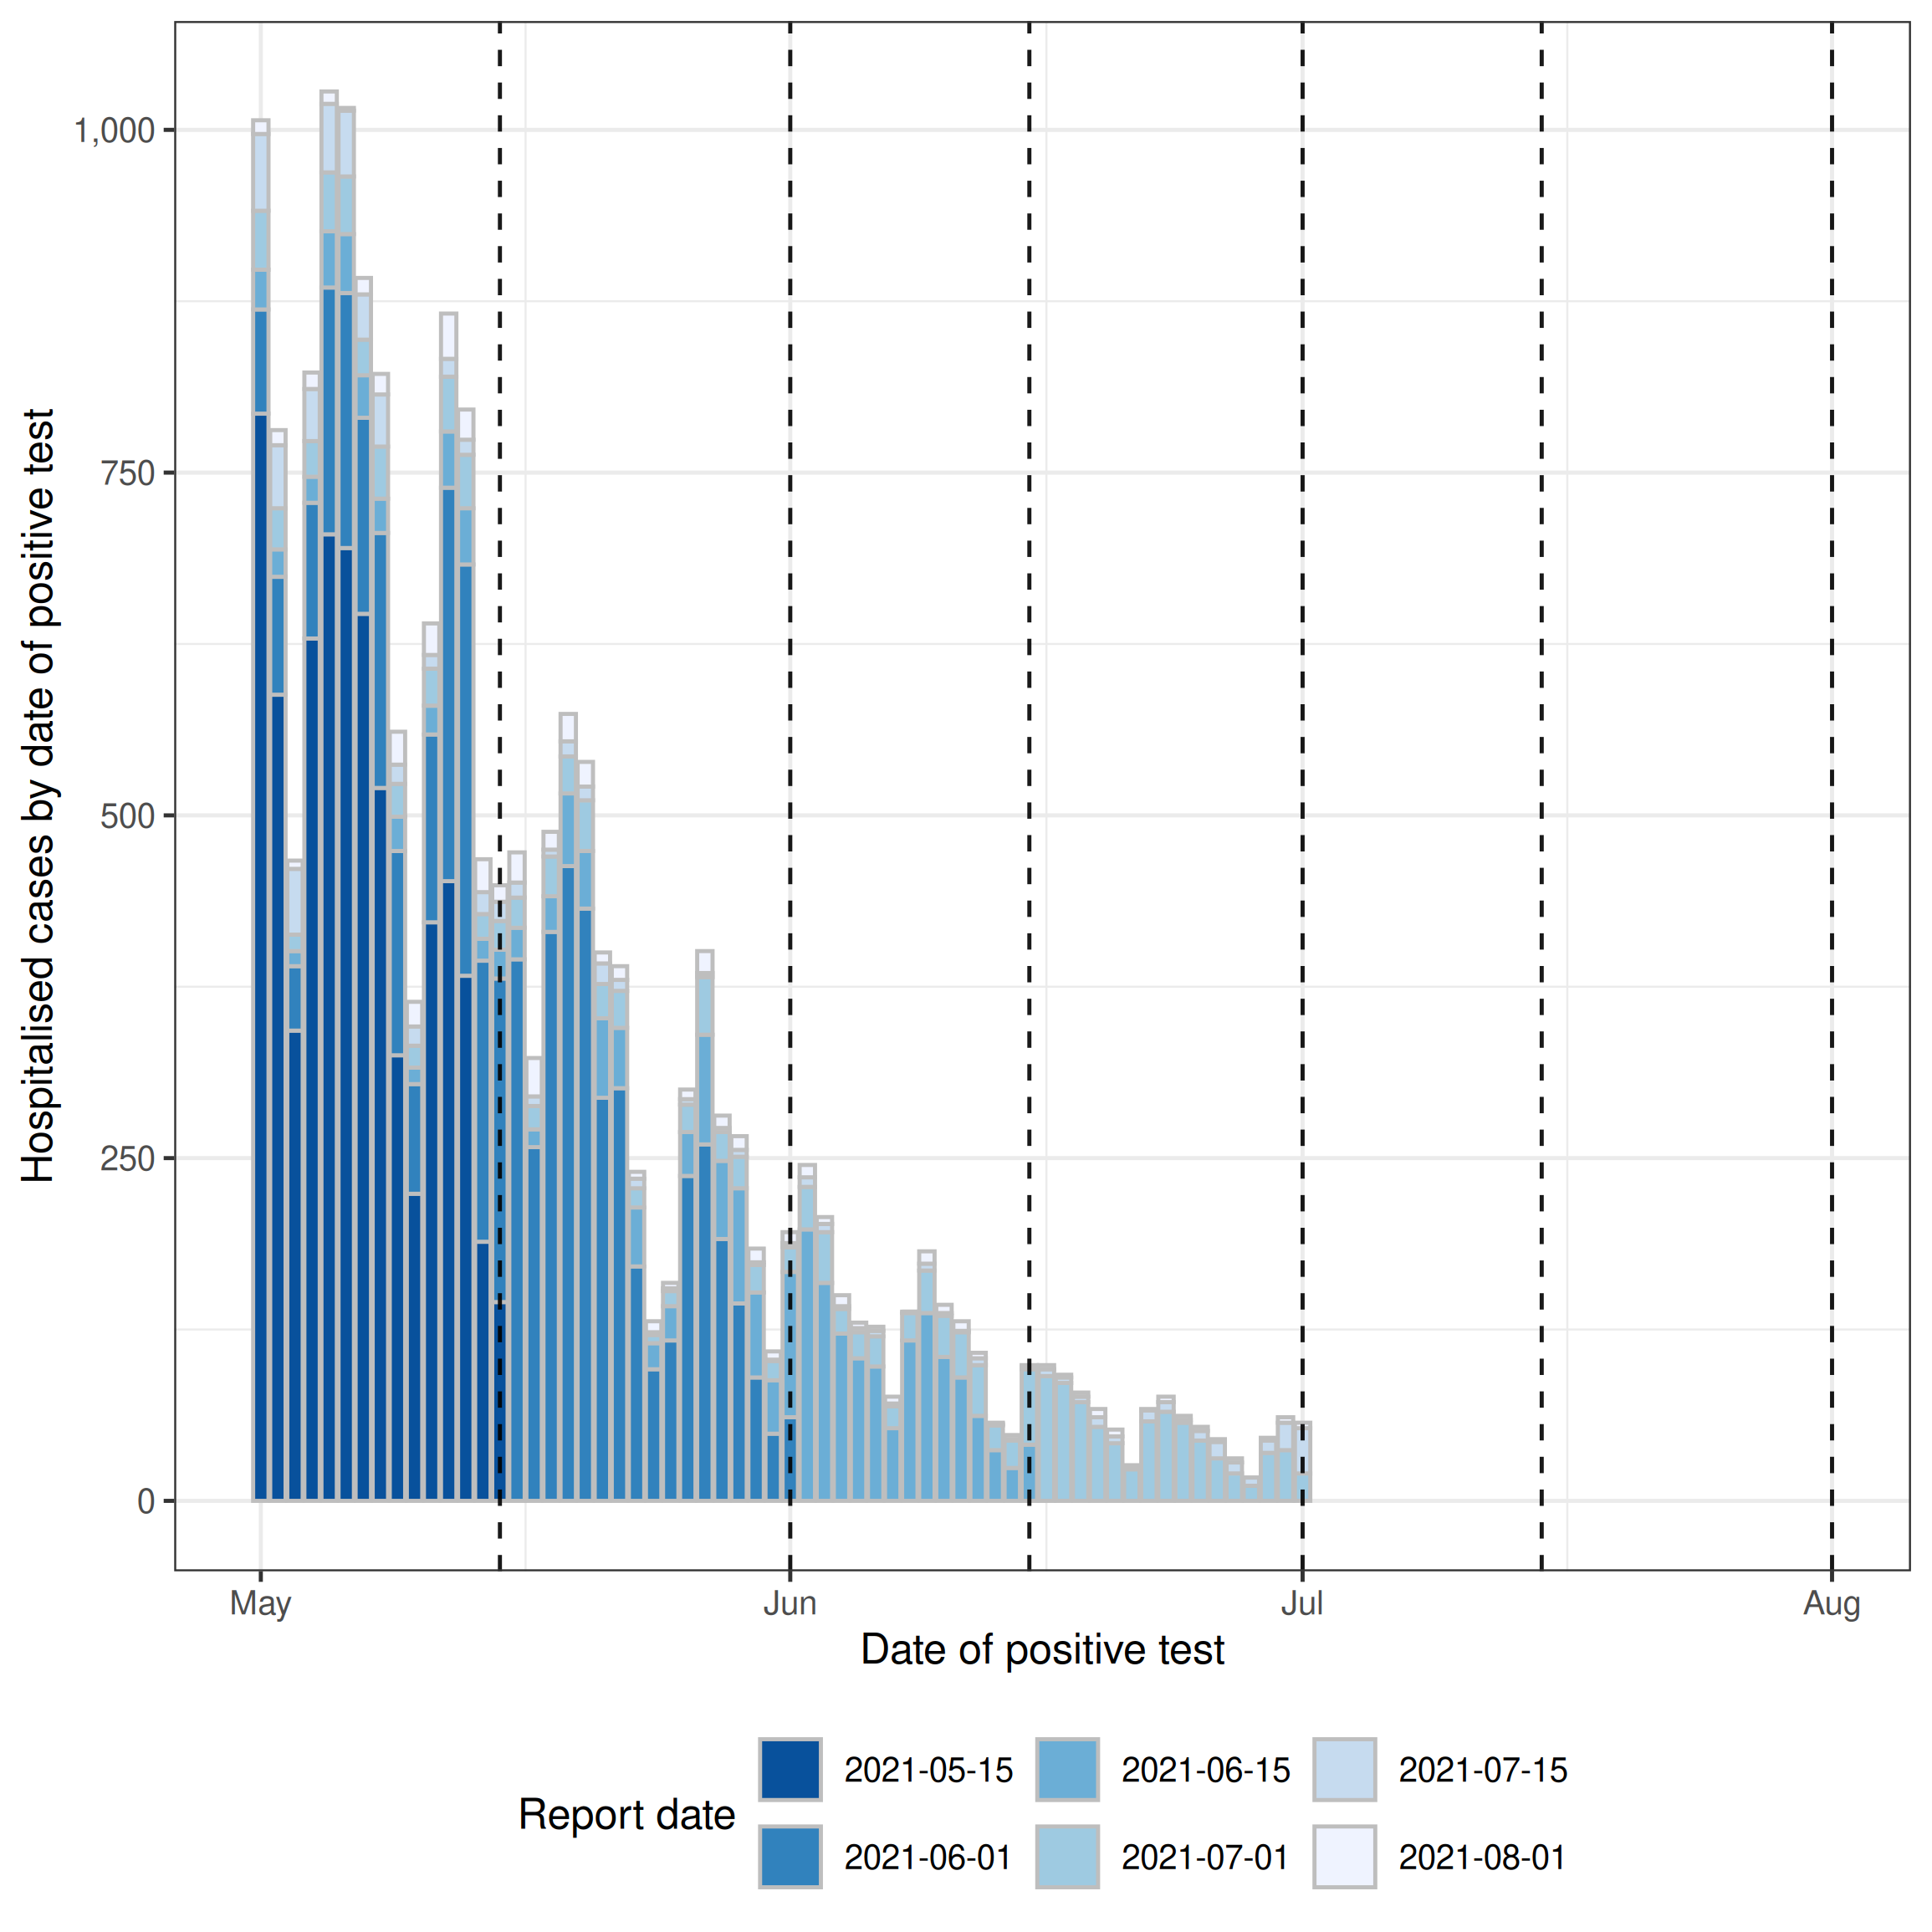 Hospitalised cases by date of positive test
1,000
750
500
250
0
May Jun Jul Aug
Date of positive test
Report date
2021-05-15 2021-06-15 2021-07-15
2021-06-01 2021-07-01 2021-08-01